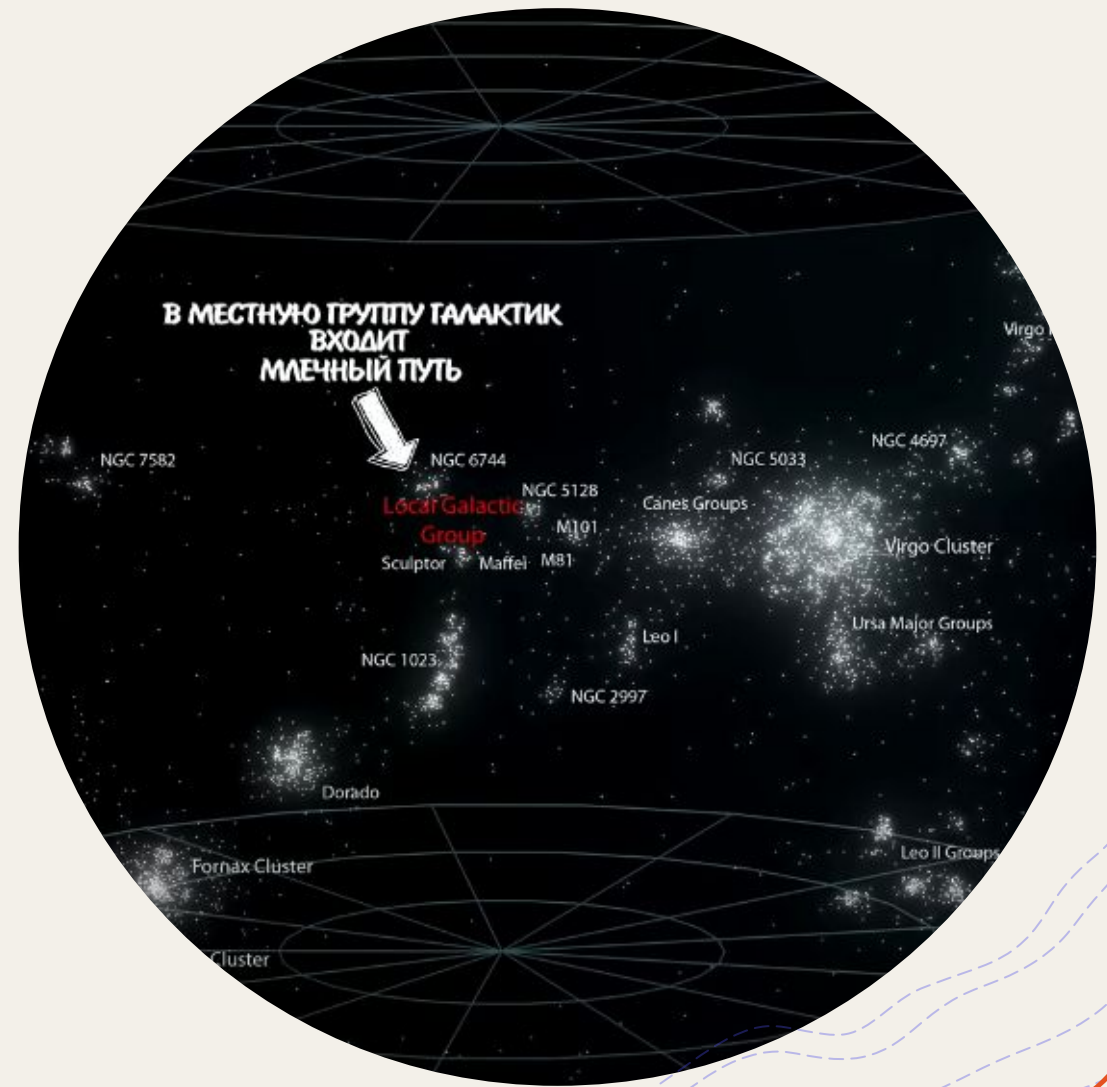 В МЕСТНУЮ ГРУППУ ГАЛАКТИК
ВХОДИТ
МЛЕЧНЫЙ ПУТЬ
Virgo
NGC 7582
NGC 6744
NGC 5033
NGC 4697
Local Galactic
Group
NGC 5128
Canes Groups
M101
Virgo Cluster
Sculptor
Maffei
M81
Ursa Major Groups
Leo I
NGC 1023
NGC 2997
Dorado
Leo II Groups
Fornax Cluster
Cluster